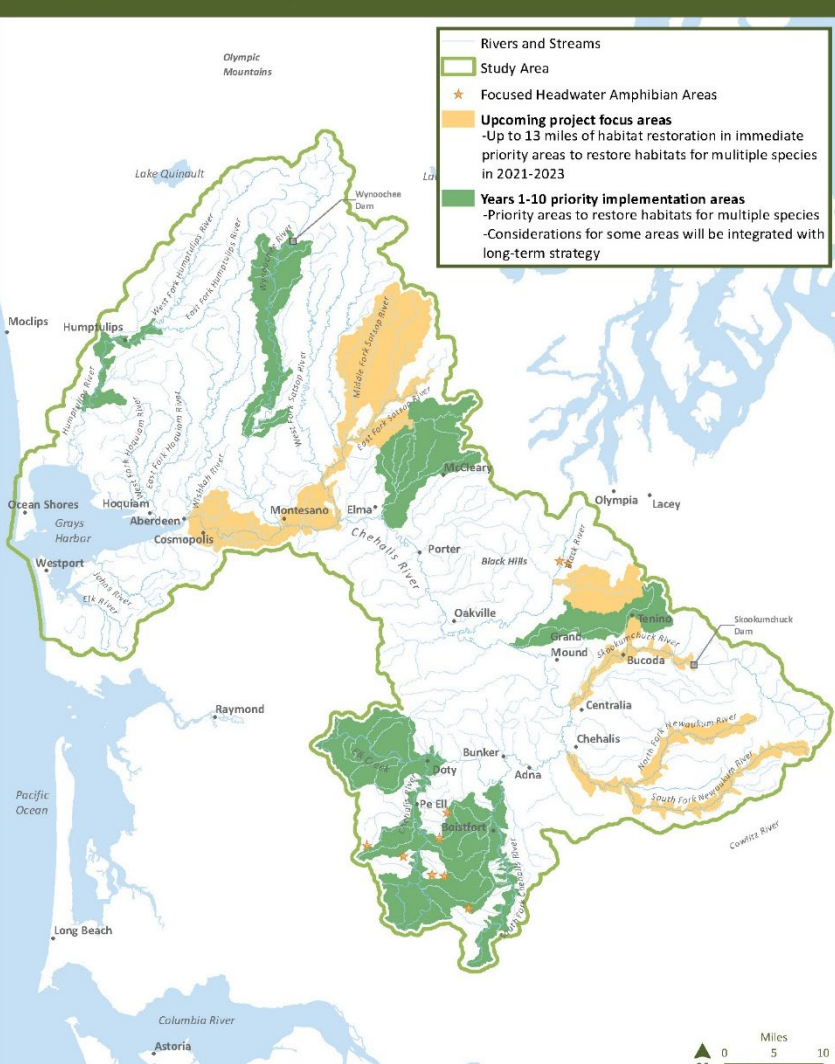 Rivers and Streams
Study Area
Focused Headwater Amphibian Areas
Upcoming project focus areas
-Up to 13 miles of habitat restoration in immediate
priority areas to restore habitats for mulitiple species
in 2021-2023
Years 1-10 priority implementation areas
-Priority areas to restore habitats for multiple species
-Considerations for some areas will be integrated with
long-term strategy
Olympic
Mountains
Lake Quinault
Wynoochee
Dam
West Fork Humptulips River
East Fork Humptulips River
Moclips
Humptulips
Humptulips River
Middle Fork Satsop River
West Fork Satsop River
East Fork Satsop River
West Fork Hoquiam River
East Fork Hoquiam River
Wishkah River
McCleary
Ocean Shores
Hoquiam
Aberdeen
Montesano
Elma
Olympia
Lacey
Grays
Harbor
Cosmopolis
Chehalis River
Porter
Black Hills
Black River
Westport
Johns River
Elk River
Oakville
Tenino
Skookumchuck
Dam
Grand
Mound
Skookumchuck River
Bucoda
Raymond
Centralia
North Fork Newaukum River
Chehalis
Elk Creek
Bunker
Adna
Doty
South Fork Newaukum River
Pacific
Ocean
Chehalis River
Pe Ell
Boistfort
Cowlitz River
South Fork Chehalis River
Long Beach
Columbia River
Astoria
Miles
0 5 10